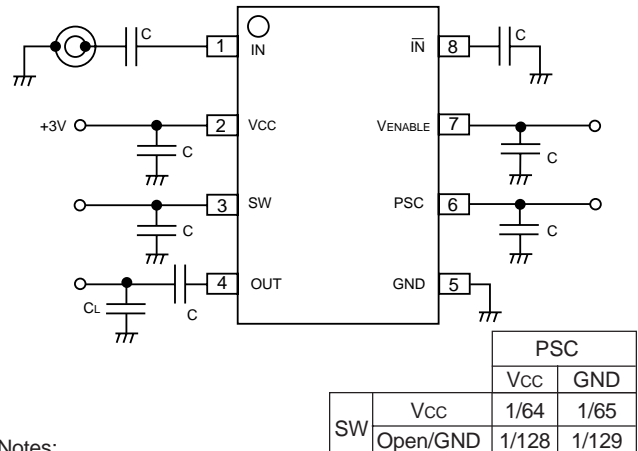 C
1
IN
IN
8
C
+3V
2
VCC
VENABLE
7
C
C
3
SW
PSC
6
C
C
4
OUT
GND
5
CL
C
PSC
VCC GND
SW VCC 1/64 1/65
Open/GND 1/128 1/129
Notes: